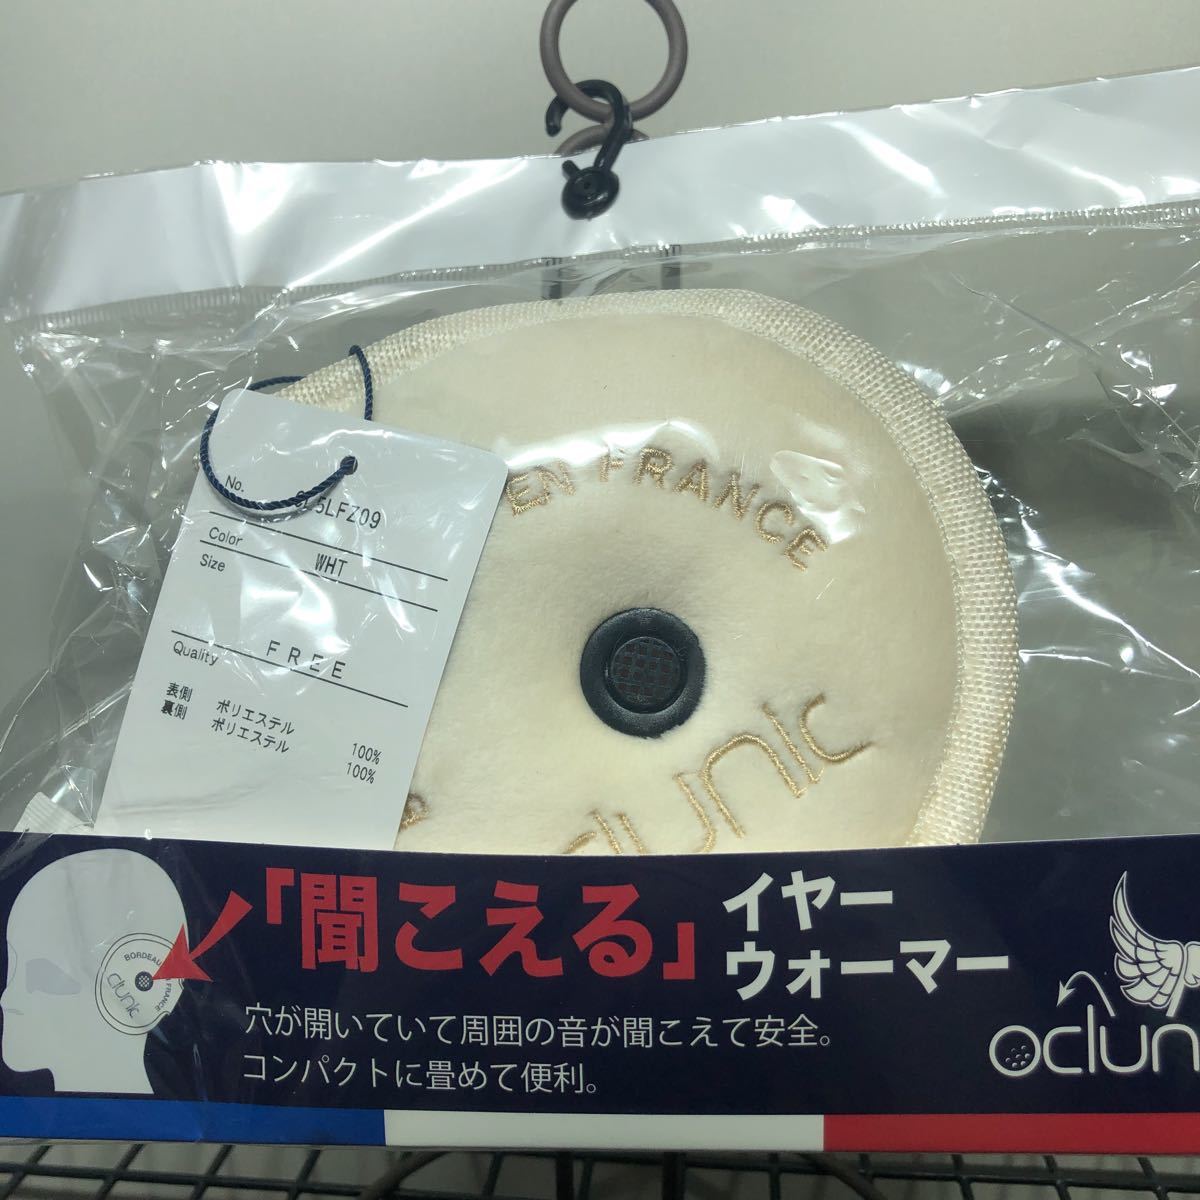 EN FRANCE
clunic
No.
5LFZ09
Color
WHT
Size
FREE
Quality
表側 ポリエステル 100%
裏側 ポリエステル 100%
BORDEAU
FRANCE
clunic
「聞こえる」イヤー
ウォーマー
穴が開いていて周囲の音が聞こえて安全。
コンパクトに畳めて便利。
oclun